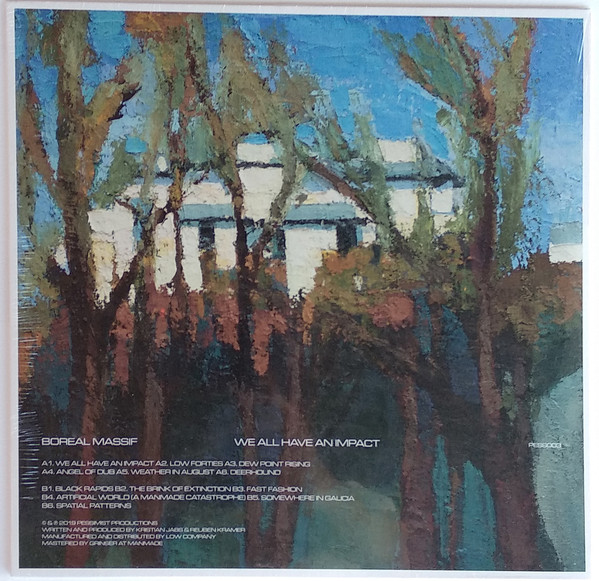 BOREAL MASSIF
WE ALL HAVE AN IMPACT
PESS003
A1. WE ALL HAVE AN IMPACT A2. LOW FORTIES A3. DEW POINT RISING
A4. ANGEL OF DUB A5. WEATHER IN AUGUST A6. DEERHOUND
B1. BLACK RAPIDS B2. THE BRINK OF EXTINCTION B3. FAST FASHION
B4. ARTIFICIAL WORLD (A MANMADE CATASTROPHE) B5. SOMEWHERE IN GALICIA
B6. SPATIAL PATTERNS
℗ & © 2019 PESSIMIST PRODUCTIONS
WRITTEN AND PRODUCED BY KRISTIAN JABS & REUBEN KRAMER
MANUFACTURED AND DISTRIBUTED BY LOW COMPANY
MASTERED BY GRINSER AT MANMADE